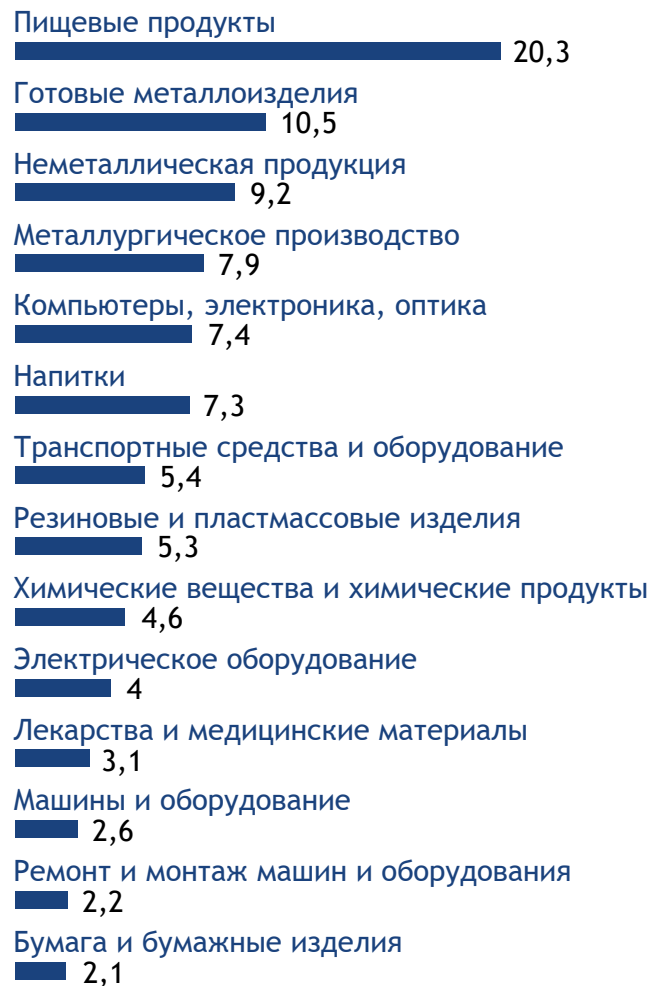 Пищевые продукты
20,3
Готовые металлоизделия
10,5
Неметаллическая продукция
9,2
Металлургическое производство
7,9
Компьютеры, электроника, оптика
7,4
Напитки
7,3
Транспортные средства и оборудование
5,4
Резиновые и пластмассовые изделия
5,3
Химические вещества и химические продукты
4,6
Электрическое оборудование
4
Лекарства и медицинские материалы
3,1
Машины и оборудование
2,6
Ремонт и монтаж машин и оборудования
2,2
Бумага и бумажные изделия
2,1